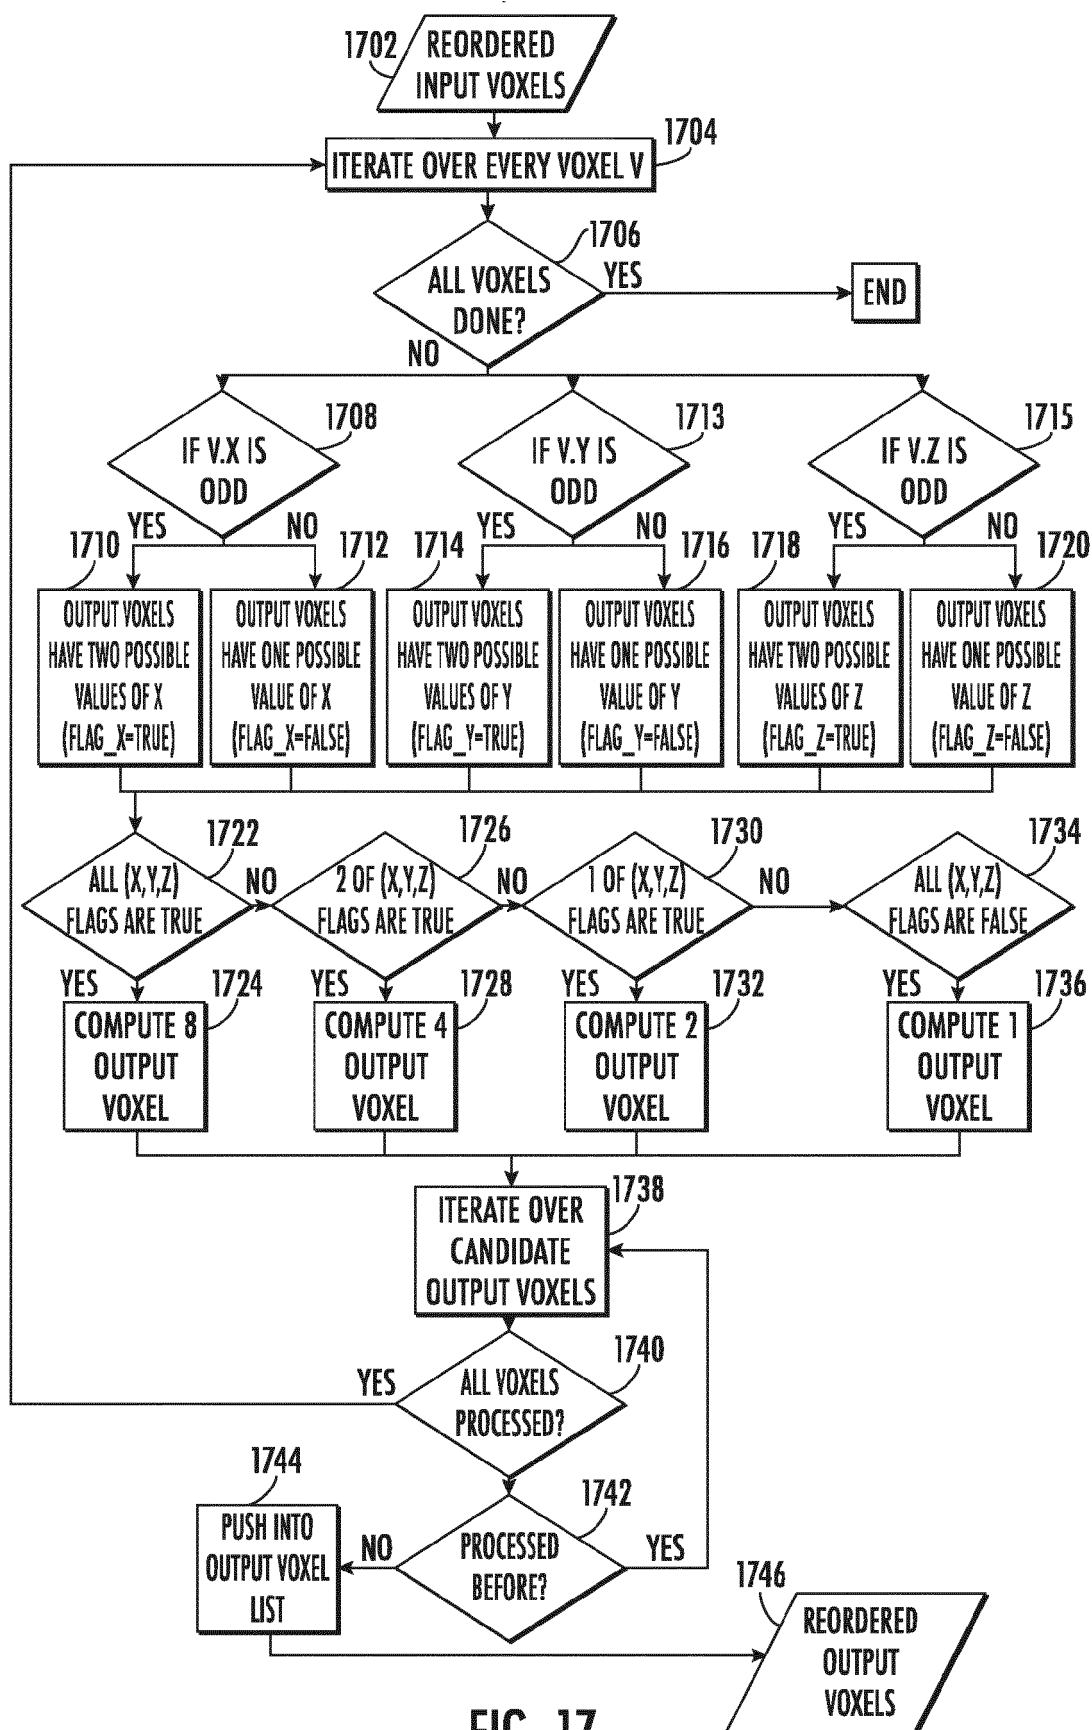 1702
REORDERED
INPUT VOXELS
1704
ITERATE OVER EVERY VOXEL V
1706
ALL VOXELS
DONE?
YES
END
NO
1708
IF V.X IS
ODD
1713
IF V.Y IS
ODD
1715
IF V.Z IS
ODD
YES
NO
YES
NO
YES
NO
1710
OUTPUT VOXELS
HAVE TWO POSSIBLE
VALUES OF X
(FLAG_X=TRUE)
1712
OUTPUT VOXELS
HAVE ONE POSSIBLE
VALUE OF X
(FLAG_X=FALSE)
1714
OUTPUT VOXELS
HAVE TWO POSSIBLE
VALUES OF Y
(FLAG_Y=TRUE)
1716
OUTPUT VOXELS
HAVE ONE POSSIBLE
VALUE OF Y
(FLAG_Y=FALSE)
1718
OUTPUT VOXELS
HAVE TWO POSSIBLE
VALUES OF Z
(FLAG_Z=TRUE)
1720
OUTPUT VOXELS
HAVE ONE POSSIBLE
VALUE OF Z
(FLAG_Z=FALSE)
1722
ALL (X,Y,Z)
FLAGS ARE TRUE
NO
1726
2 OF (X,Y,Z)
FLAGS ARE TRUE
NO
1730
1 OF (X,Y,Z)
FLAGS ARE TRUE
NO
1734
ALL (X,Y,Z)
FLAGS ARE FALSE
YES
1724
COMPUTE 8
OUTPUT
VOXEL
YES
1728
COMPUTE 4
OUTPUT
VOXEL
YES
1732
COMPUTE 2
OUTPUT
VOXEL
YES
1736
COMPUTE 1
OUTPUT
VOXEL
1738
ITERATE OVER
CANDIDATE
OUTPUT VOXELS
1740
ALL VOXELS
PROCESSED?
YES
1742
PROCESSED
BEFORE?
YES
NO
1744
PUSH INTO
OUTPUT VOXEL
LIST
1746
REORDERED
OUTPUT
VOXELS
FIG. 17